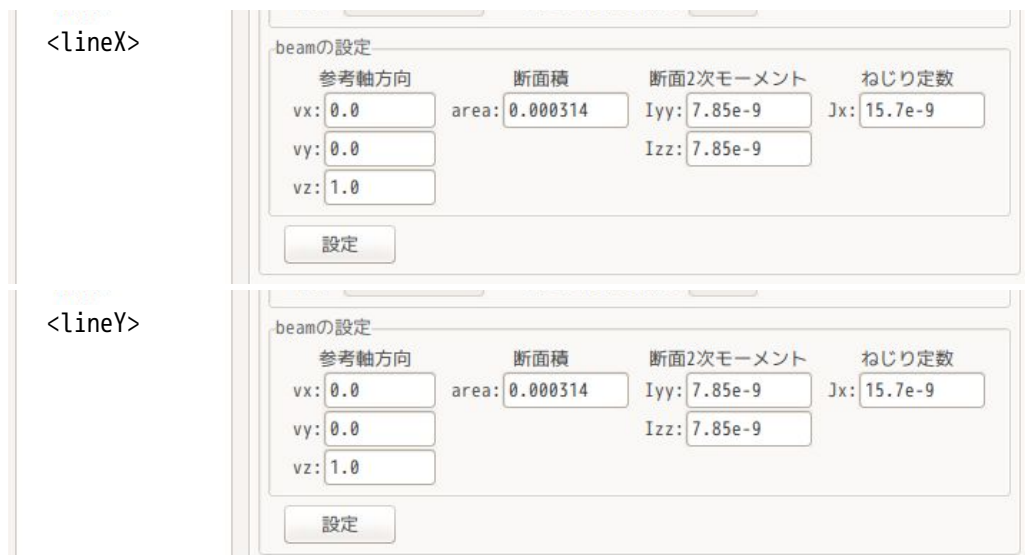 <lineX>
beamの設定
参考軸方向 断面積 断面2次モーメント ねじり定数
vx: 0.0 area: 0.000314 Iyy: 7.85e-9 Jx: 15.7e-9
vy: 0.0 Izz: 7.85e-9
vz: 1.0
設定
<lineY>
beamの設定
参考軸方向 断面積 断面2次モーメント ねじり定数
vx: 0.0 area: 0.000314 Iyy: 7.85e-9 Jx: 15.7e-9
vy: 0.0 Izz: 7.85e-9
vz: 1.0
設定